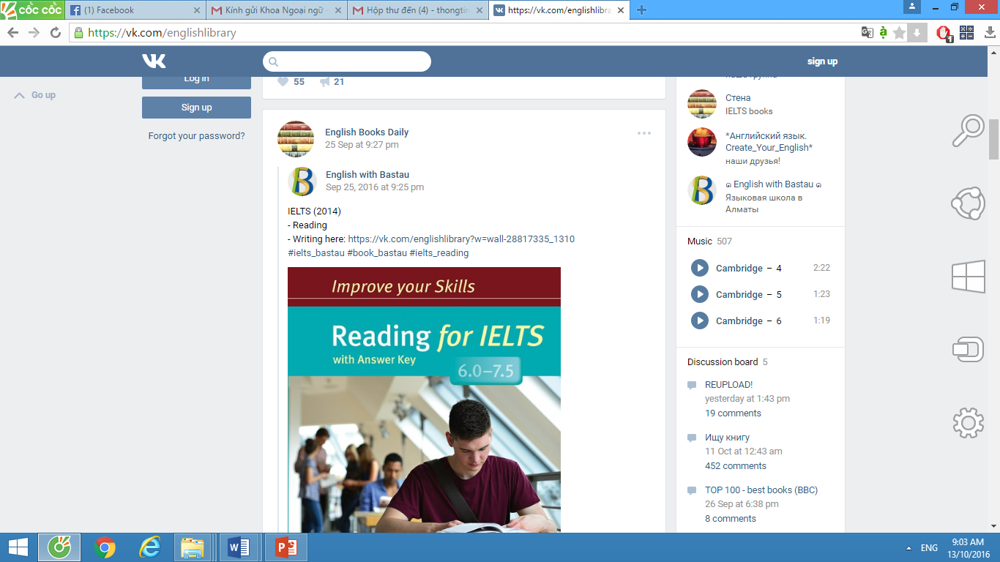 cốc cốc
(1) Facebook
Kính gửi Khoa Ngoại ngữ -
Hộp thư đến (4) - thongtin
https://vk.com/englishlibra
https://vk.com/englishlibrary
1
sign up
Go up
Log in
Sign up
Forgot your password?
55 21
English Books Daily
25 Sep at 9:27 pm
English with Bastau
Sep 25, 2016 at 9:25 pm
IELTS (2014)
- Reading
- Writing here: https://vk.com/englishlibrary?w=wall-28817335_1310
#ielts_bastau #book_bastau #ielts_reading
Improve your Skills
Reading for IELTS
with Answer Key
6.0–7.5
Стена
IELTS books
*Английский язык.
Create_Your_English*
наши друзья!
English with Bastau
Языковая школа в
Алматы
Music 507
Cambridge – 4 2:22
Cambridge – 5 1:23
Cambridge – 6 1:19
Discussion board 5
REUPLOAD!
yesterday at 1:43 pm
19 comments
Ищу книгу
11 Oct at 12:43 am
452 comments
TOP 100 - best books (BBC)
26 Sep at 6:38 pm
8 comments
ENG
9:03 AM
13/10/2016